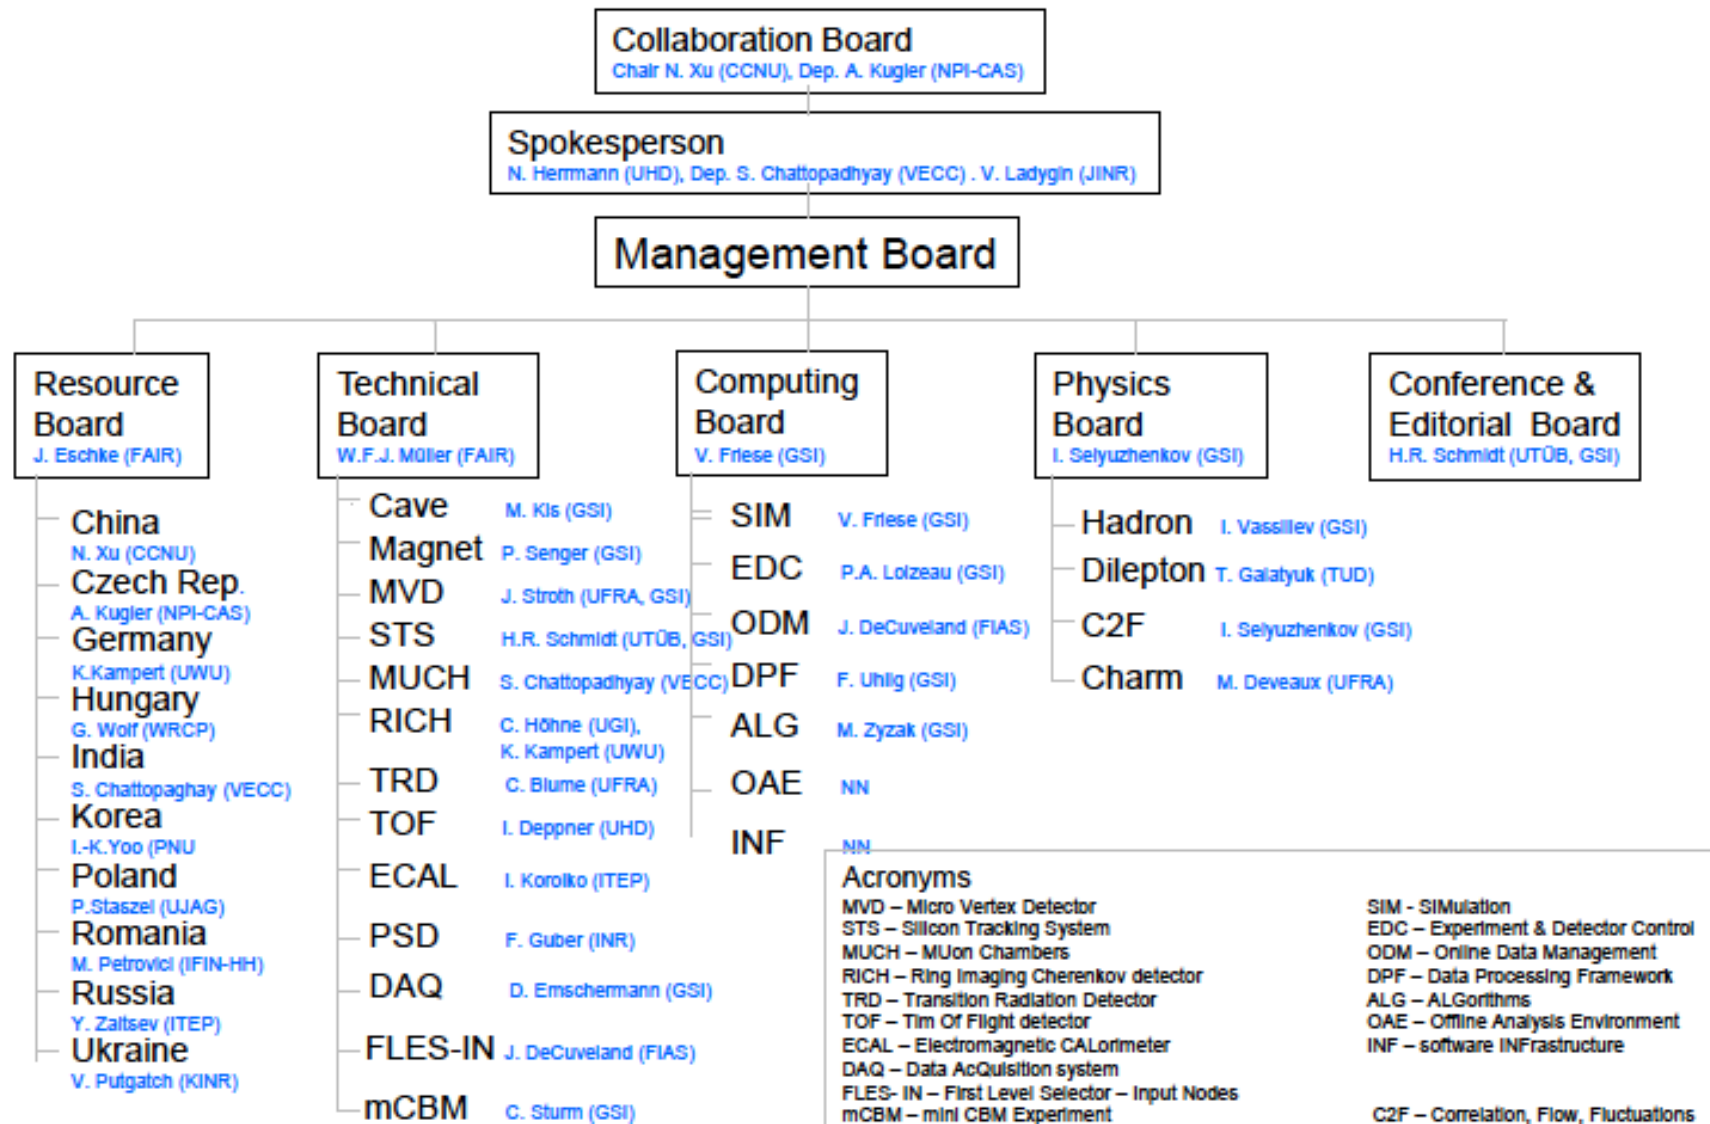 Collaboration Board
Chair N. Xu (CCNU), Dep. A. Kugler (NPI-CAS)
Spokesperson
N. Herrmann (UHD), Dep. S. Chattopadhyay (VECC) . V. Ladygin (JINR)
Management Board
Resource
Board
J. Eschke (FAIR)
China
N. Xu (CCNU)
Czech Rep.
A. Kugler (NPI-CAS)
Germany
K.Kampert (UWU)
Hungary
G. Wolf (WRCP)
India
S. Chattopaghay (VECC)
Korea
I.-K.Yoo (PNU
Poland
P.Staszel (UJAG)
Romania
M. Petrovici (IFIN-HH)
Russia
Y. Zaitsev (ITEP)
Ukraine
V. Putgatch (KINR)
Technical
Board
W.F.J. Müller (FAIR)
Cave M. Kis (GSI)
Magnet P. Senger (GSI)
MVD J. Stroth (UFRA, GSI)
STS H.R. Schmidt (UTÜB, GSI)
MUCH S. Chattopadhyay (VECC)
RICH C. Höhne (UGI),
K. Kampert (UWU)
TRD C. Blume (UFRA)
TOF I. Deppner (UHD)
ECAL I. Korolko (ITEP)
PSD F. Guber (INR)
DAQ D. Emschermann (GSI)
FLES-IN J. DeCuveland (FIAS)
mCBM C. Sturm (GSI)
Computing
Board
V. Friese (GSI)
SIM V. Friese (GSI)
EDC P.A. Loizeau (GSI)
ODM J. DeCuveland (FIAS)
DPF F. Uhlig (GSI)
ALG M. Zyzak (GSI)
OAE NN
INF NN
Physics
Board
I. Selyuzhenkov (GSI)
Hadron I. Vassiliev (GSI)
Dilepton T. Galatyuk (TUD)
C2F I. Selyuzhenkov (GSI)
Charm M. Deveaux (UFRA)
Conference &
Editorial Board
H.R. Schmidt (UTÜB, GSI)
Acronyms
MVD – Micro Vertex Detector
STS – Silicon Tracking System
MUCH – MUon Chambers
RICH – Ring Imaging Cherenkov detector
TRD – Transition Radiation Detector
TOF – Tim Of Flight detector
ECAL – Electromagnetic CALorimeter
DAQ – Data AcQuisition system
FLES- IN – First Level Selector – Input Nodes
mCBM – mini CBM Experiment
SIM - SIMulation
EDC – Experiment & Detector Control
ODM – Online Data Management
DPF – Data Processing Framework
ALG – ALGorithms
OAE – Offline Analysis Environment
INF – software INFrastructure
C2F – Correlation, Flow, Fluctuations